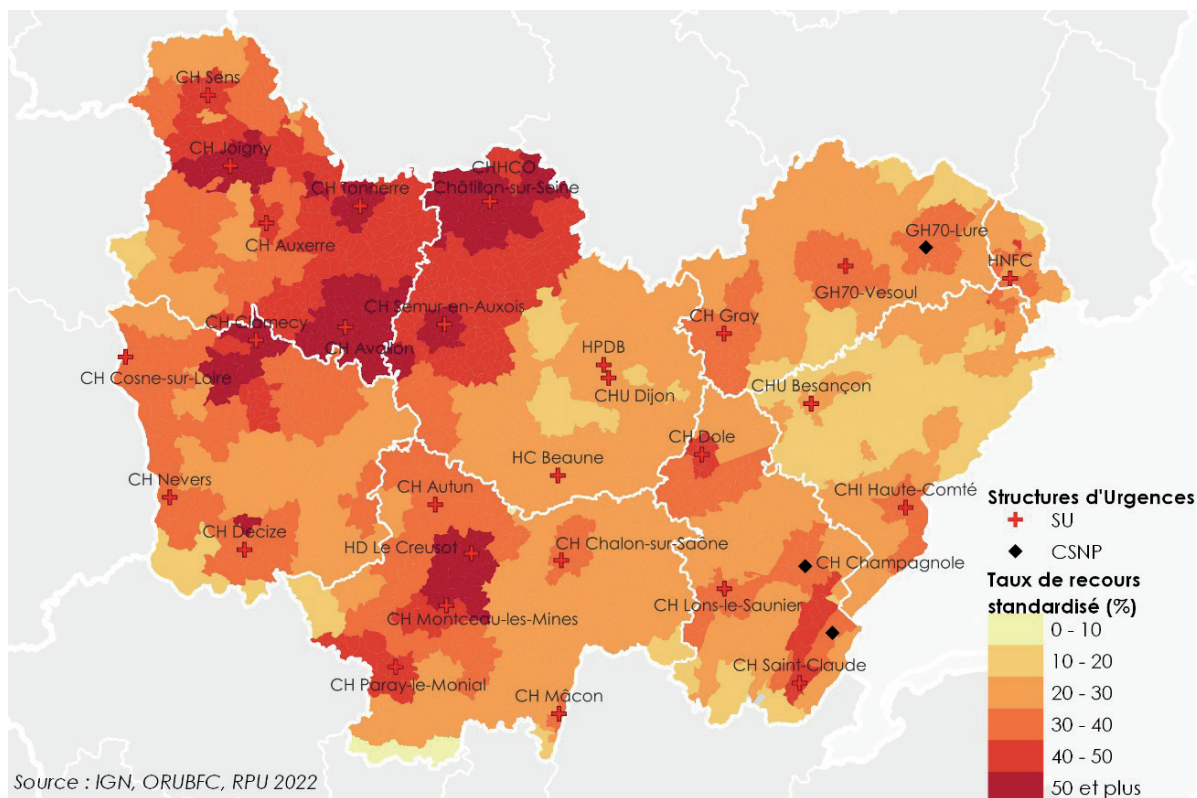 CH Sens
CH Joigny
CHHCO
CH Tonnerre
Châtillon-sur-Seine
CH Auxerre
GH70-Lure
HNFC
GH70-Vesoul
CH Semur-en-Auxois
CH Clamecy
CH Gray
CH Avallon
HPDB
CH Cosne-sur-Loire
CHU Besançon
CHU Dijon
CH Dole
HC Beaune
CH Nevers
CH Autun
CHI Haute-Comté
CH Decize
HD Le Creusot
CH Chalon-sur-Saône
CH Champagnole
CH Lons-le-Saunier
CH Montceau-les-Mines
CH Saint-Claude
CH Paray-le-Monial
CH Mâcon
Structures d'Urgences
SU
CSNP
Taux de recours
standardisé (%)
0 - 10
10 - 20
20 - 30
30 - 40
40 - 50
50 et plus
Source : IGN, ORUBFC, RPU 2022